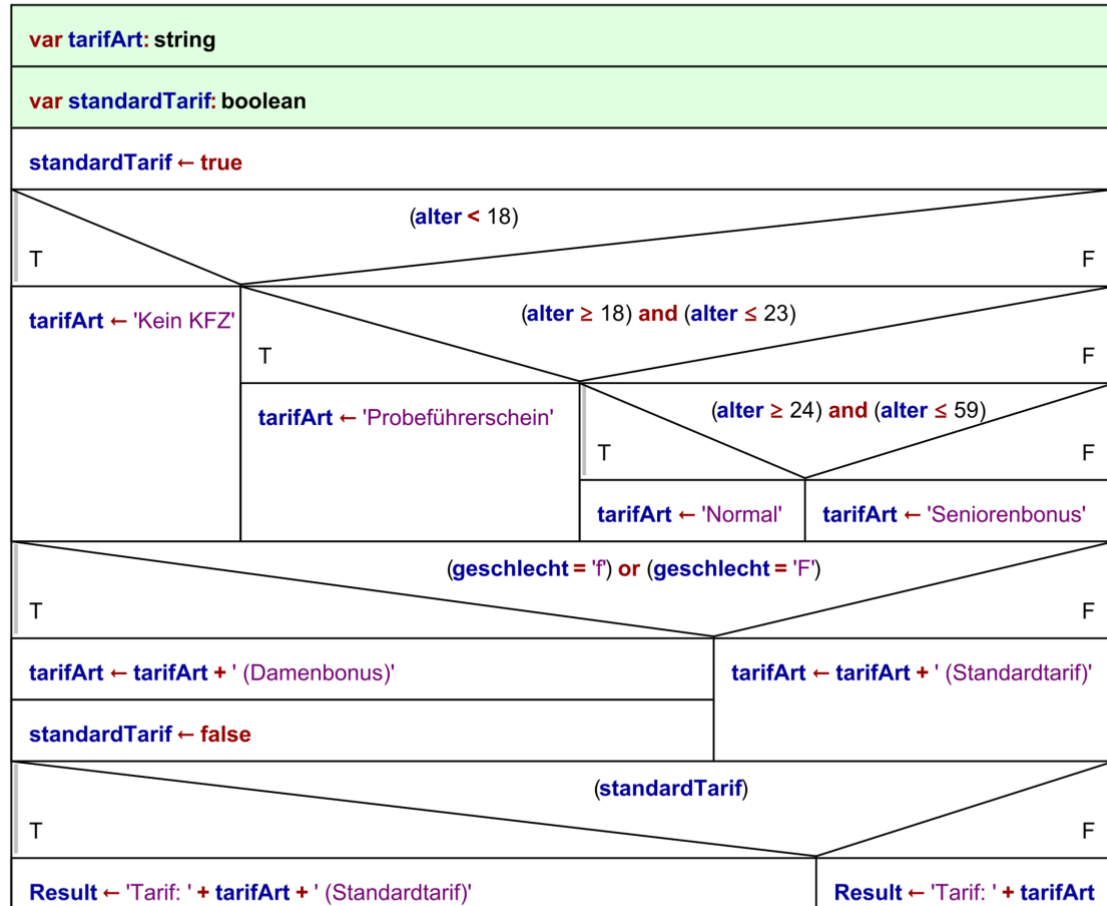 var tarifArt: string
var standardTarif: boolean
standardTarif ← true
(alter < 18)
T
F
tarifArt ← 'Kein KFZ'
(alter ≥ 18) and (alter ≤ 23)
T
F
tarifArt ← 'Probeführerschein'
(alter ≥ 24) and (alter ≤ 59)
T
F
tarifArt ← 'Normal'
tarifArt ← 'Seniorenbonus'
(geschlecht = 'f') or (geschlecht = 'F')
T
F
tarifArt ← tarifArt + ' (Damenbonus)'
tarifArt ← tarifArt + ' (Standardtarif)'
standardTarif ← false
(standardTarif)
T
F
Result ← 'Tarif: ' + tarifArt + ' (Standardtarif)'
Result ← 'Tarif: ' + tarifArt